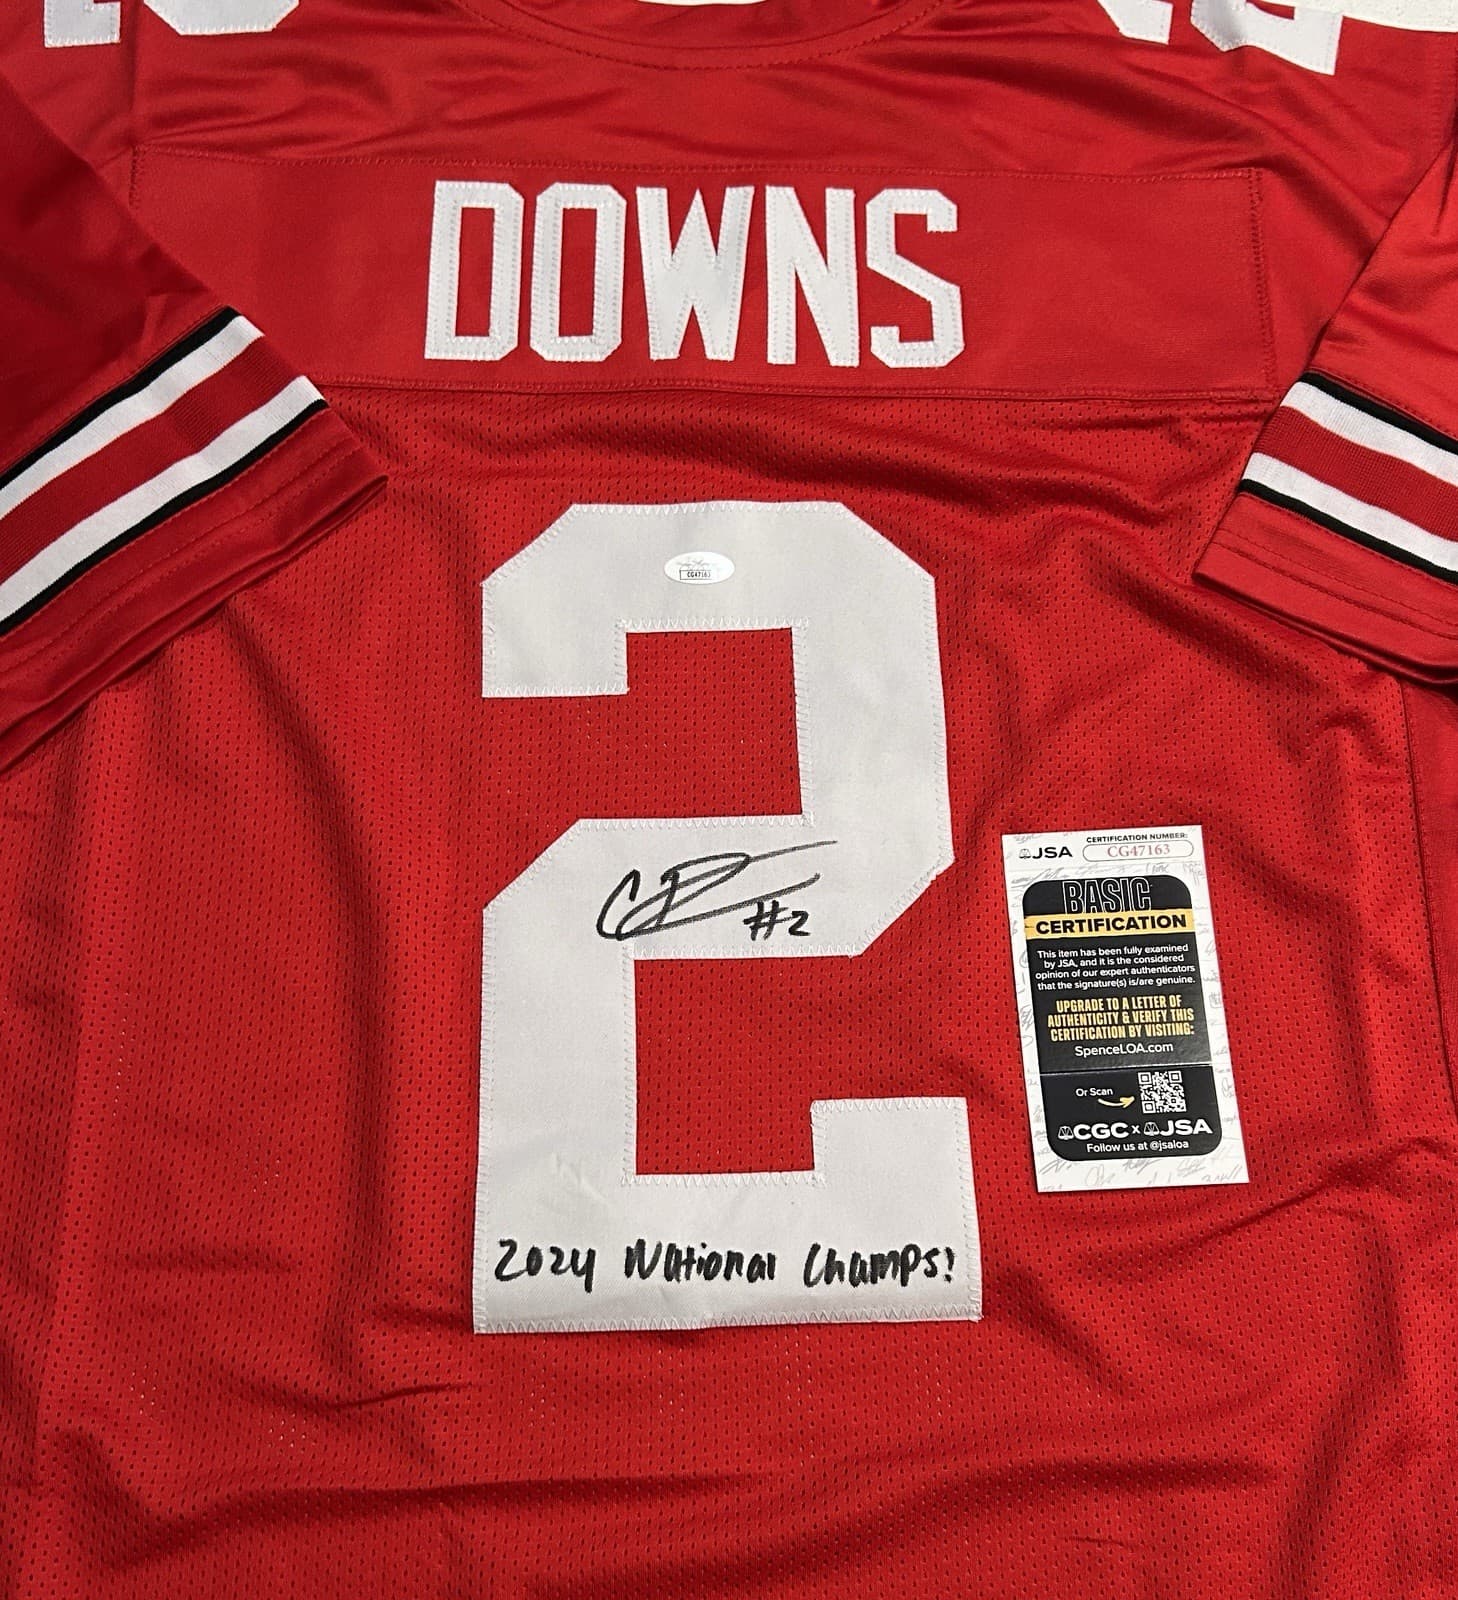 DOWNS
2
CG47163
#2
2024 National Champs!
JSA
CERTIFICATION NUMBER:
CG47163
BASIC
CERTIFICATION
This item has been fully examined
by JSA, and it is the considered
opinion of our expert authenticators
that the signature(s) is/are genuine.
UPGRADE TO A LETTER OF
AUTHENTICITY & VERIFY THIS
CERTIFICATION BY VISITING:
SpenceLOA.com
Or Scan
CGC x JSA
Follow us at @jsaloa